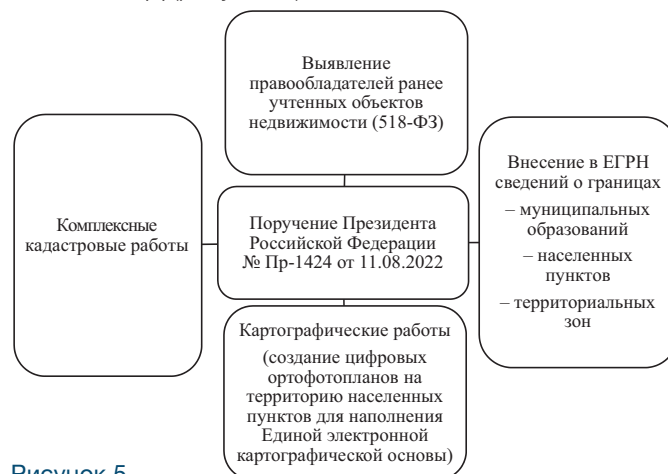 Выявление
правообладателей ранее
учтенных объектов
недвижимости (518-ФЗ)
Комплексные
кадастровые работы
Поручение Президента
Российской Федерации
№ Пр-1424 от 11.08.2022
Внесение в ЕГРН
сведений о границах
– муниципальных
образований
– населенных
пунктов
– территориальных
зон
Картографические работы
(создание цифровых
ортофотопланов на
территорию населенных
пунктов для наполнения
Единой электронной
картографической основы)
Рисунок 5